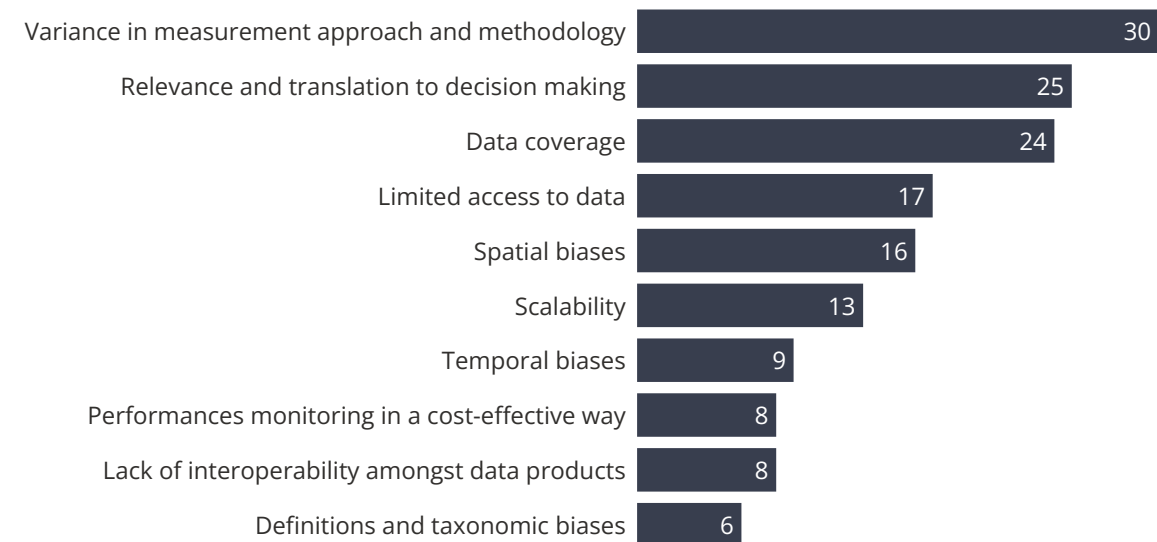 Variance in measurement approach and methodology 30
Relevance and translation to decision making 25
Data coverage 24
Limited access to data 17
Spatial biases 16
Scalability 13
Temporal biases 9
Performances monitoring in a cost-effective way 8
Lack of interoperability amongst data products 8
Definitions and taxonomic biases 6